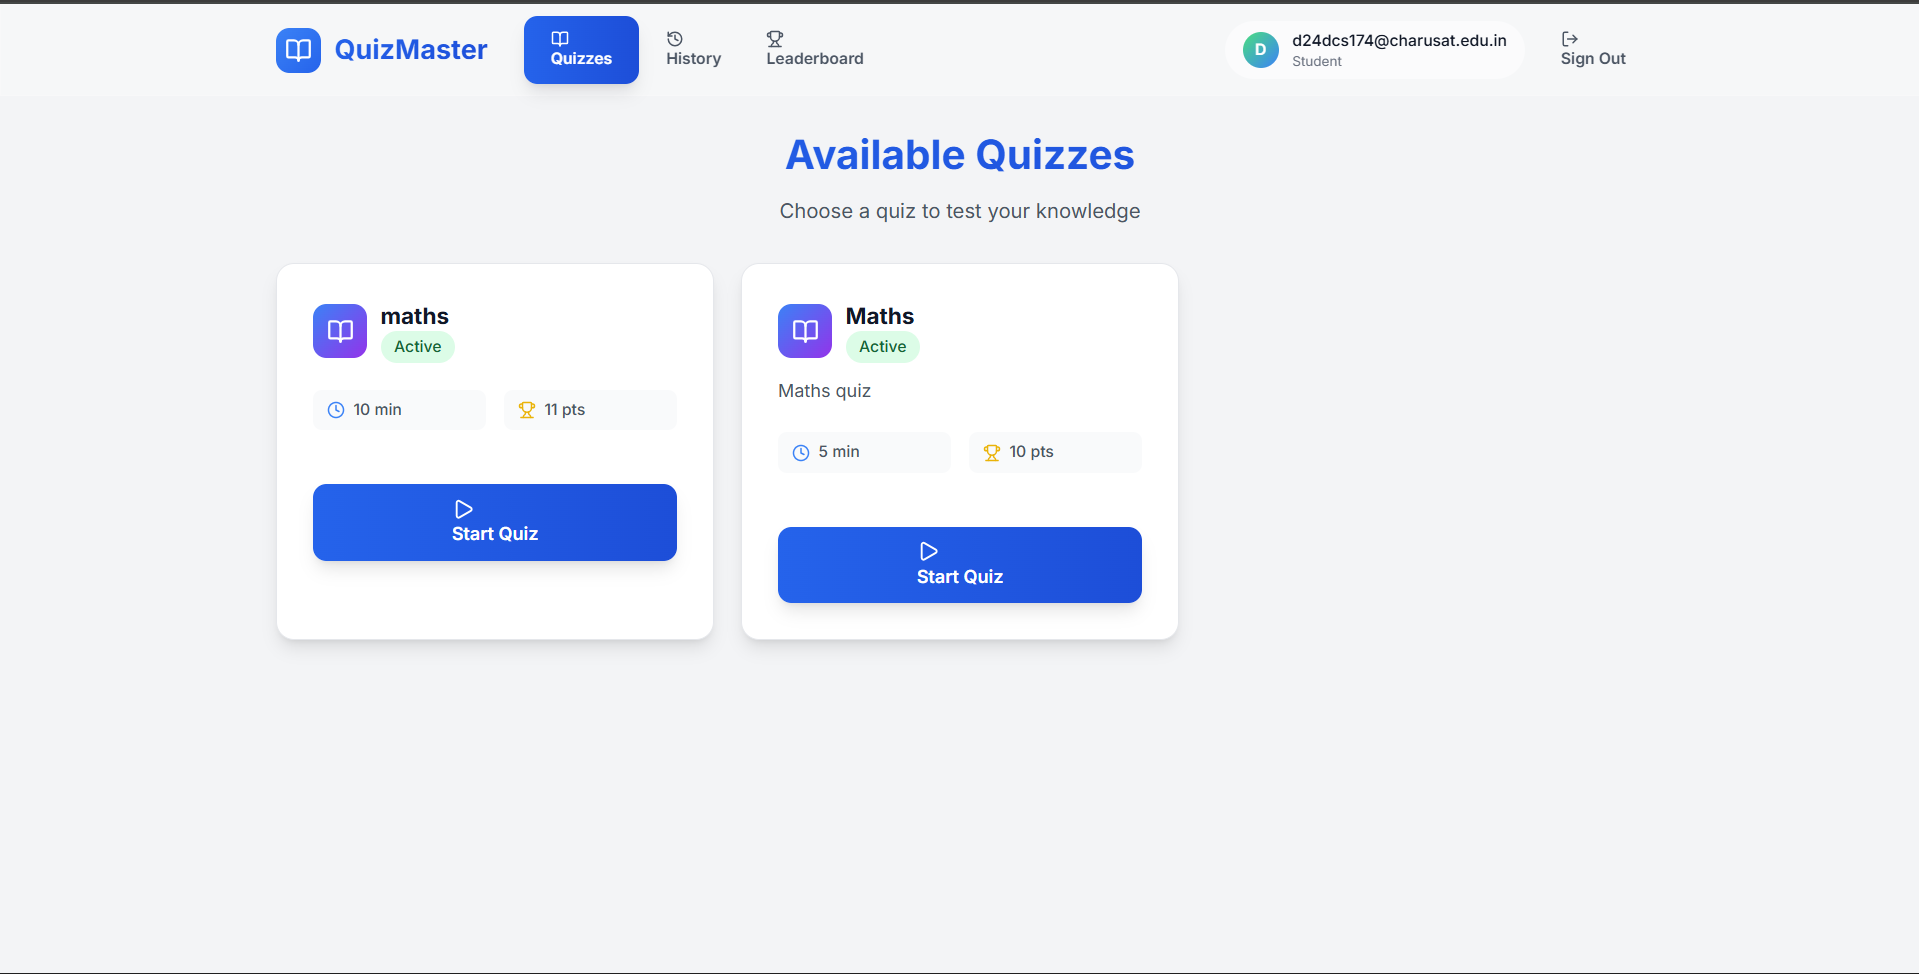 QuizMaster
Quizzes
History
Leaderboard
D
d24dcs174@charusat.edu.in
Student
Sign Out
Available Quizzes
Choose a quiz to test your knowledge
maths
Active
10 min
11 pts
Start Quiz
Maths
Active
Maths quiz
5 min
10 pts
Start Quiz